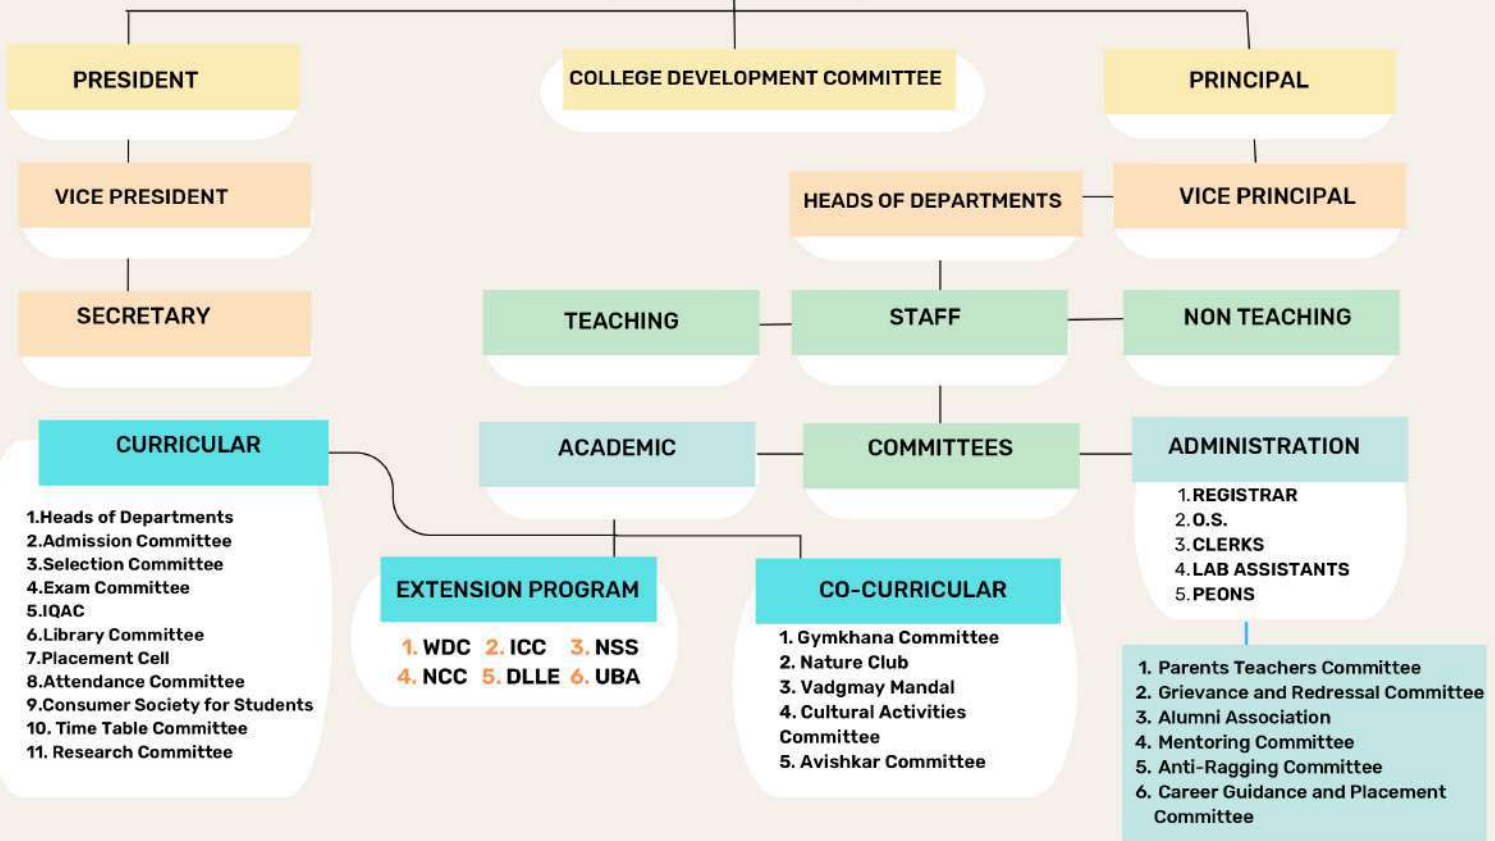 PRESIDENT
COLLEGE DEVELOPMENT COMMITTEE
PRINCIPAL
VICE PRESIDENT
HEADS OF DEPARTMENTS
VICE PRINCIPAL
SECRETARY
TEACHING
STAFF
NON TEACHING
CURRICULAR
1.Heads of Departments
2.Admission Committee
3.Selection Committee
4.Exam Committee
5.IQAC
6.Library Committee
7.Placement Cell
8.Attendance Committee
9.Consumer Society for Students
10. Time Table Committee
11. Research Committee
ACADEMIC
COMMITTEES
ADMINISTRATION
1.REGISTRAR
2.O.S.
3.CLERKS
4.LAB ASSISTANTS
5.PEONS
EXTENSION PROGRAM
1. WDC 2. ICC 3. NSS
4. NCC 5. DLLE 6. UBA
CO-CURRICULAR
1. Gymkhana Committee
2. Nature Club
3. Vadgmay Mandal
4. Cultural Activities
Committee
5. Avishkar Committee
1. Parents Teachers Committee
2. Grievance and Redressal Committee
3. Alumni Association
4. Mentoring Committee
5. Anti-Ragging Committee
6. Career Guidance and Placement
Committee